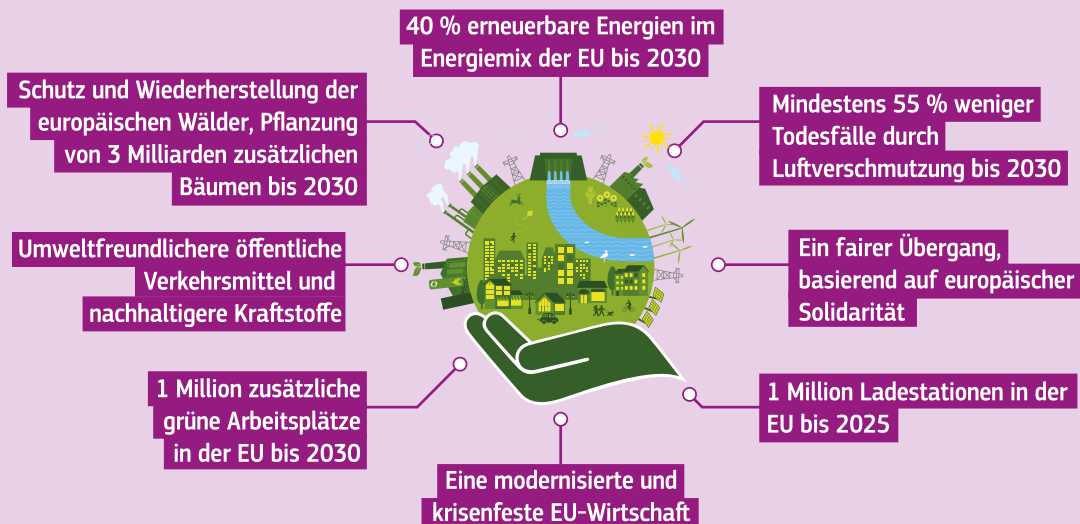 40 % erneuerbare Energien im
Energiemix der EU bis 2030
Schutz und Wiederherstellung der
europäischen Wälder, Pflanzung
von 3 Milliarden zusätzlichen
Bäumen bis 2030
Mindestens 55 % weniger
Todesfälle durch
Luftverschmutzung bis 2030
Umweltfreundlichere öffentliche
Verkehrsmittel und
nachhaltigere Kraftstoffe
Ein fairer Übergang,
basierend auf europäischer
Solidarität
1 Million zusätzliche
grüne Arbeitsplätze
in der EU bis 2030
1 Million Ladestationen in der
EU bis 2025
Eine modernisierte und
krisenfeste EU-Wirtschaft